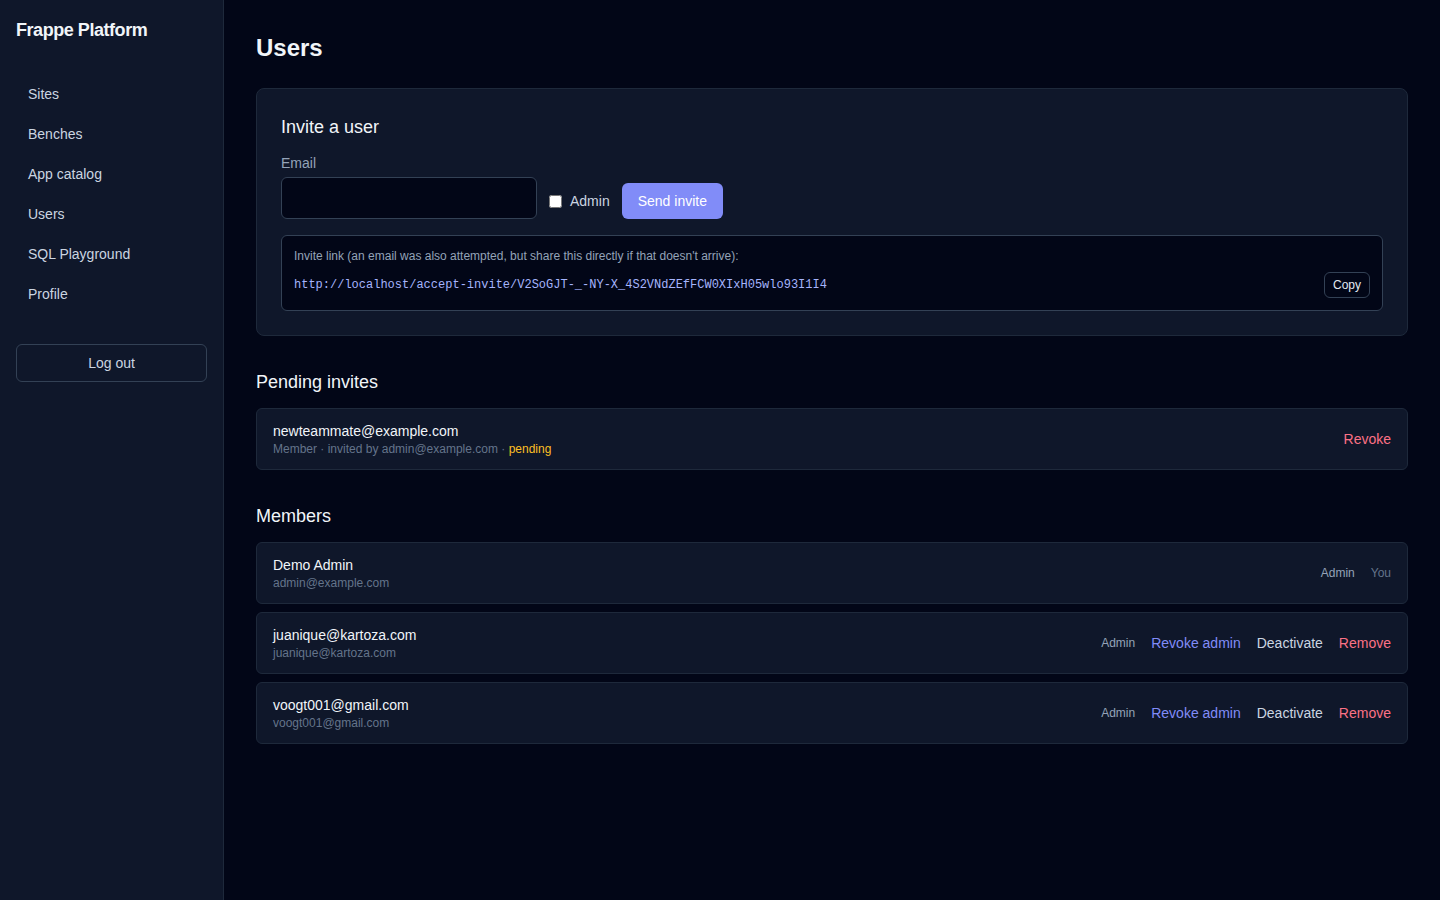 Frappe Platform
Sites
Benches
App catalog
Users
SQL Playground
Profile
Log out
Users
Invite a user
Email
Admin
Send invite
Invite link (an email was also attempted, but share this directly if that doesn't arrive):
http://localhost/accept-invite/V2SoGJT-_-NY-X_4S2VNdZEfFCW0XIxH05wlo93I1I4
Copy
Pending invites
newteammate@example.com
Member · invited by admin@example.com · pending
Revoke
Members
Demo Admin
admin@example.com
Admin You
juanique@kartoza.com
juanique@kartoza.com
Admin Revoke admin Deactivate Remove
voogt001@gmail.com
voogt001@gmail.com
Admin Revoke admin Deactivate Remove